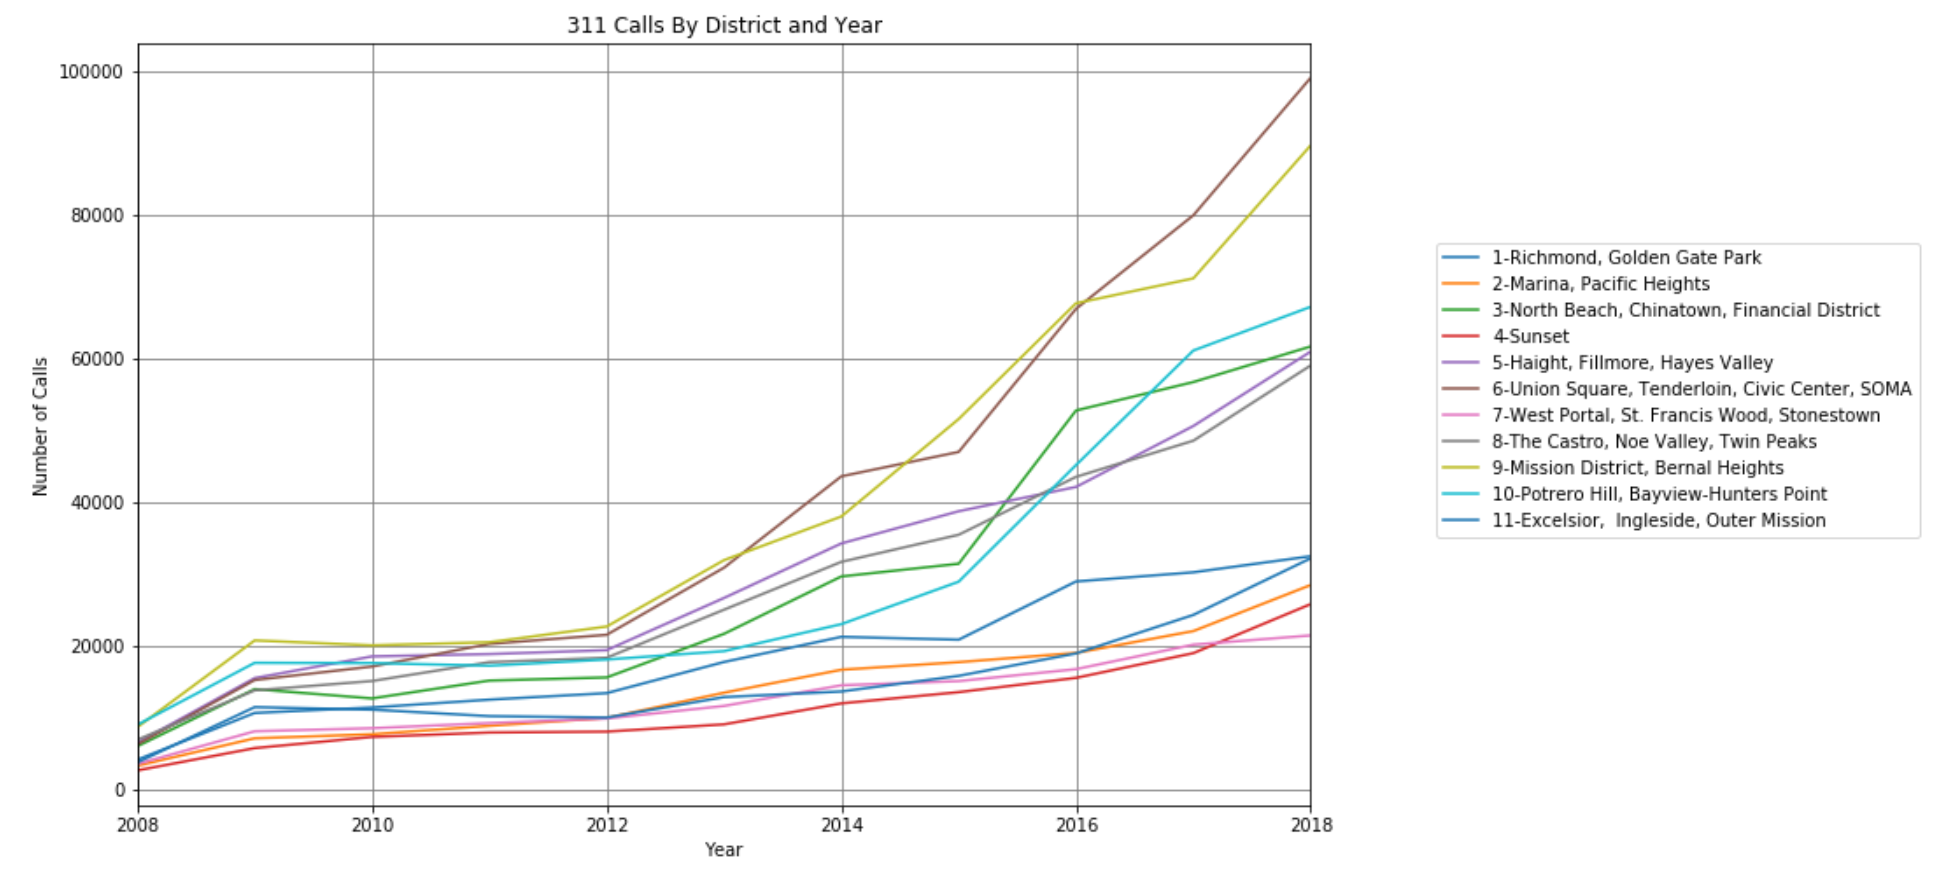 311 Calls By District and Year
100000
80000
60000
40000
20000
0
Number of Calls
2008 2010 2012 2014 2016 2018
Year
1-Richmond, Golden Gate Park
2-Marina, Pacific Heights
3-North Beach, Chinatown, Financial District
4-Sunset
5-Haight, Fillmore, Hayes Valley
6-Union Square, Tenderloin, Civic Center, SOMA
7-West Portal, St. Francis Wood, Stonestown
8-The Castro, Noe Valley, Twin Peaks
9-Mission District, Bernal Heights
10-Potrero Hill, Bayview-Hunters Point
11-Excelsior,  Ingleside, Outer Mission